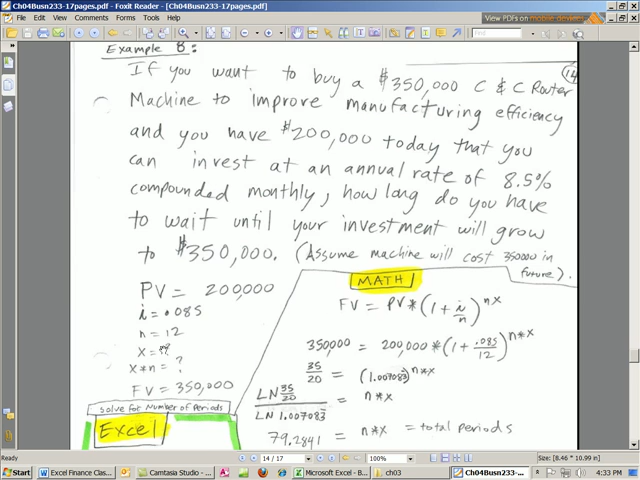 Ch04Busn233-17pages.pdf - Foxit Reader - [Ch04Busn233-17pages.pdf]
File Edit View Comments Forms Tools Help
View PDFs on mobile devices
Find
Example 8:
14
If you want to buy a $350,000 C & C Router
Machine to improve manufacturing efficiency
and you have $200,000 today that you
can invest at an annual rate of 8.5%
compounded monthly, how long do you have
to wait until your investment will grow
to $350,000. (Assume machine will cost 350000 in
future).
MATH
PV = 200,000
i = .085
n = 12
x = ?
x*n = ?
FV = 350,000
FV = PV*(1 + i/n)^nx
350,000 = 200,000*(1 + .085/12)^n*x
35/20 = (1.007083)^n*x
LN 35/20 / LN 1.007083 = n*x
79.2841 = n*x = total periods
Solve for Number of Periods
Excel
14 / 17
100%
Size: [8.46 * 10.99 in]
Start
Excel Finance Clas...
Camtasia Studio - ...
Microsoft Excel - Ch...
ch03
Ch04Busn233-...
4:33 PM